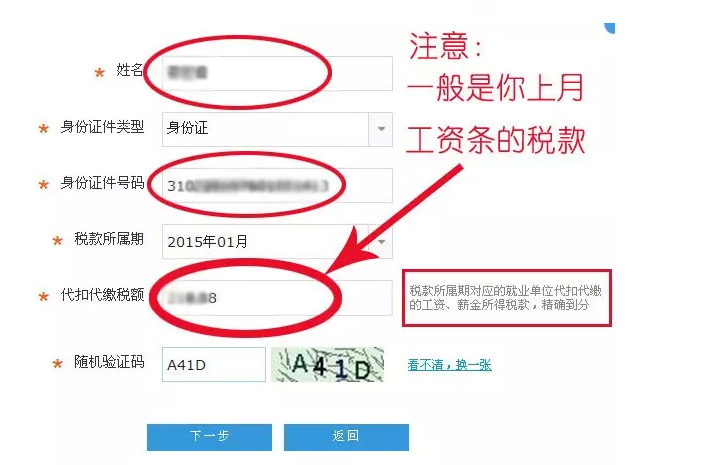 注意：
* 姓名
一般是你上月
* 身份证件类型 身份证
工资条的税款
* 身份证件号码 310
* 税款所属期 2015年01月
* 代扣代缴税额 8
税款所属期对应的就业单位代扣代缴
的工资、薪金所得税款，精确到分
* 随机验证码 A41D A41D 看不清，换一张
下一步 返回